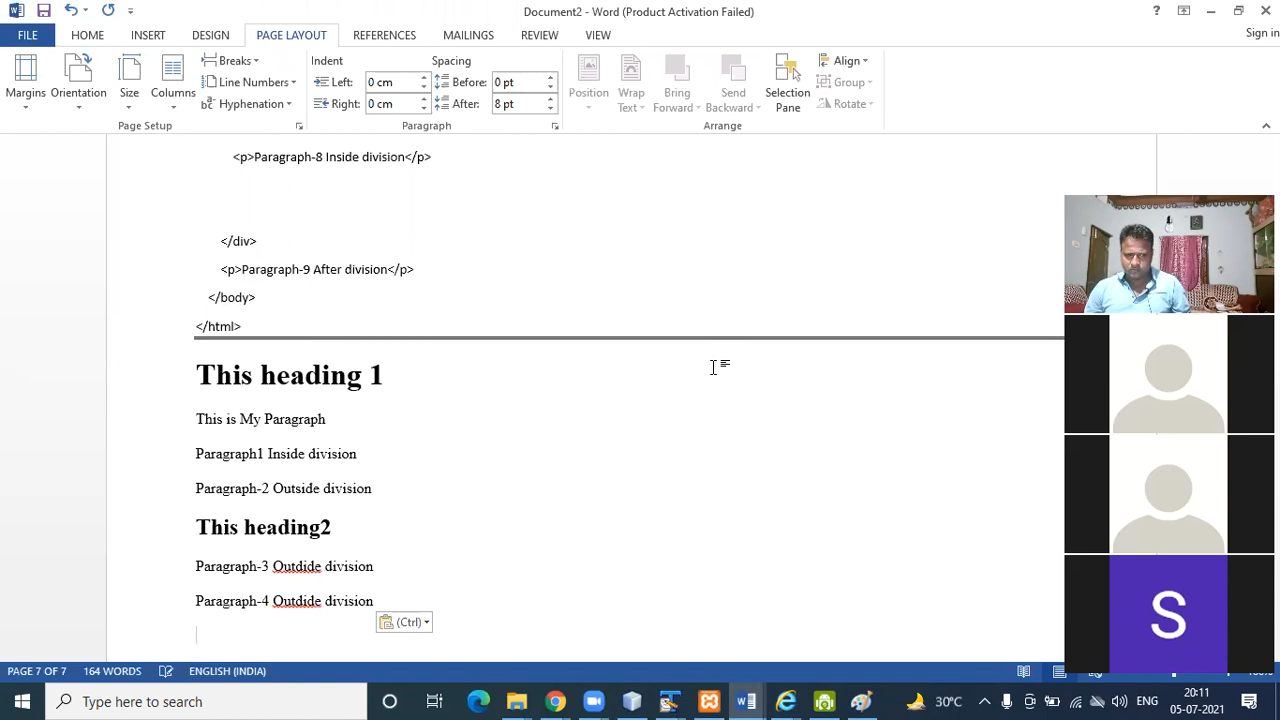 Document2 - Word (Product Activation Failed)
Sign in
FILE HOME INSERT DESIGN PAGE LAYOUT REFERENCES MAILINGS REVIEW VIEW
Margins
Orientation
Size
Columns
Breaks
Line Numbers
Hyphenation
Page Setup
Indent
Left: 0 cm
Right: 0 cm
Spacing
Before: 0 pt
After: 8 pt
Paragraph
Position
Wrap Text
Bring Forward
Send Backward
Selection Pane
Align
Group
Rotate
Arrange
<p>Paragraph-8 Inside division</p>
</div>
<p>Paragraph-9 After division</p>
</body>
</html>
This heading 1
This is My Paragraph
Paragraph1 Inside division
Paragraph-2 Outside division
This heading2
Paragraph-3 Outdide division
Paragraph-4 Outdide division
(Ctrl)
S
PAGE 7 OF 7 164 WORDS ENGLISH (INDIA)
Type here to search
30°C
ENG
20:11
05-07-2021